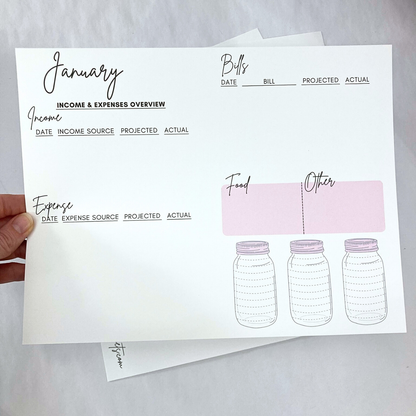 January
INCOME & EXPENSES OVERVIEW
Income
DATE INCOME SOURCE PROJECTED ACTUAL
Expense
DATE EXPENSE SOURCE PROJECTED ACTUAL
Bills
DATE BILL PROJECTED ACTUAL
Food Other